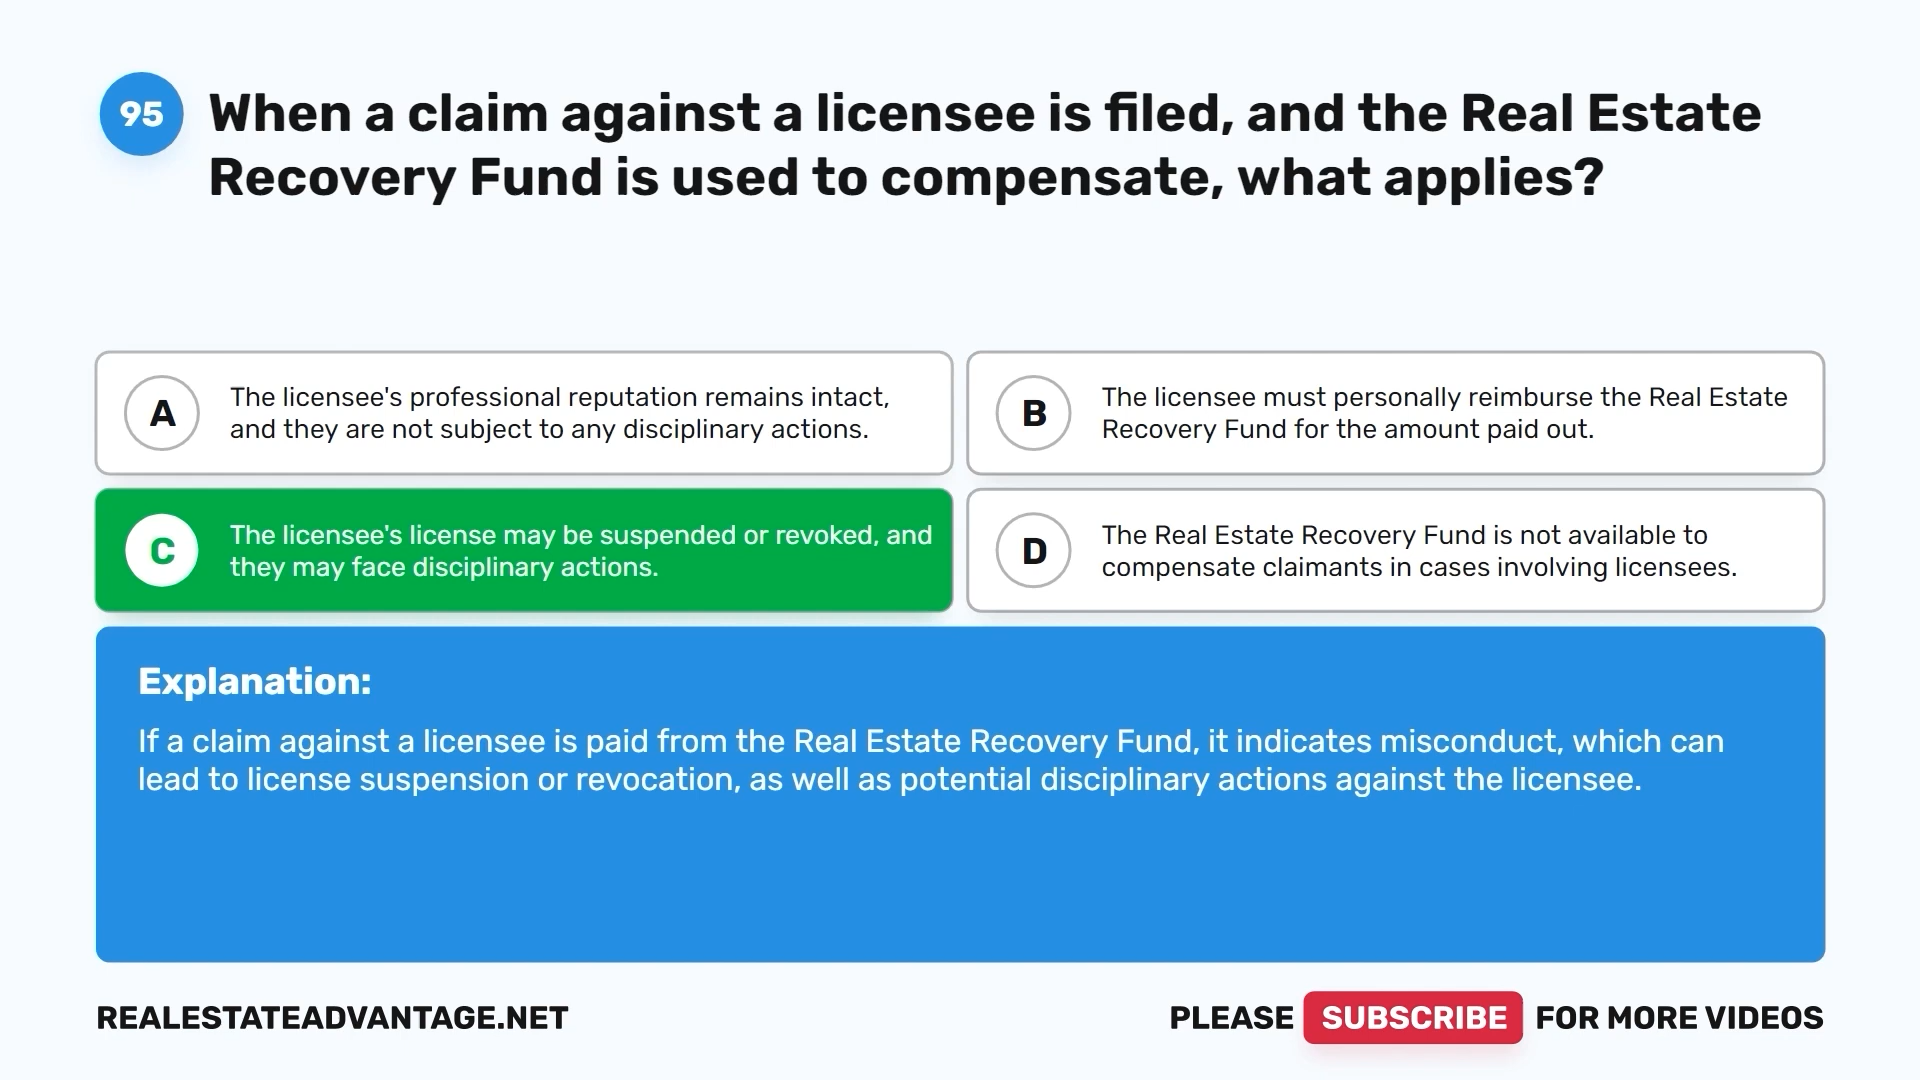 95
When a claim against a licensee is filed, and the Real Estate
Recovery Fund is used to compensate, what applies?
A
The licensee's professional reputation remains intact,
and they are not subject to any disciplinary actions.
B
The licensee must personally reimburse the Real Estate
Recovery Fund for the amount paid out.
C
The licensee's license may be suspended or revoked, and
they may face disciplinary actions.
D
The Real Estate Recovery Fund is not available to
compensate claimants in cases involving licensees.
Explanation:
If a claim against a licensee is paid from the Real Estate Recovery Fund, it indicates misconduct, which can
lead to license suspension or revocation, as well as potential disciplinary actions against the licensee.
REALESTATEADVANTAGE.NET
PLEASE SUBSCRIBE FOR MORE VIDEOS